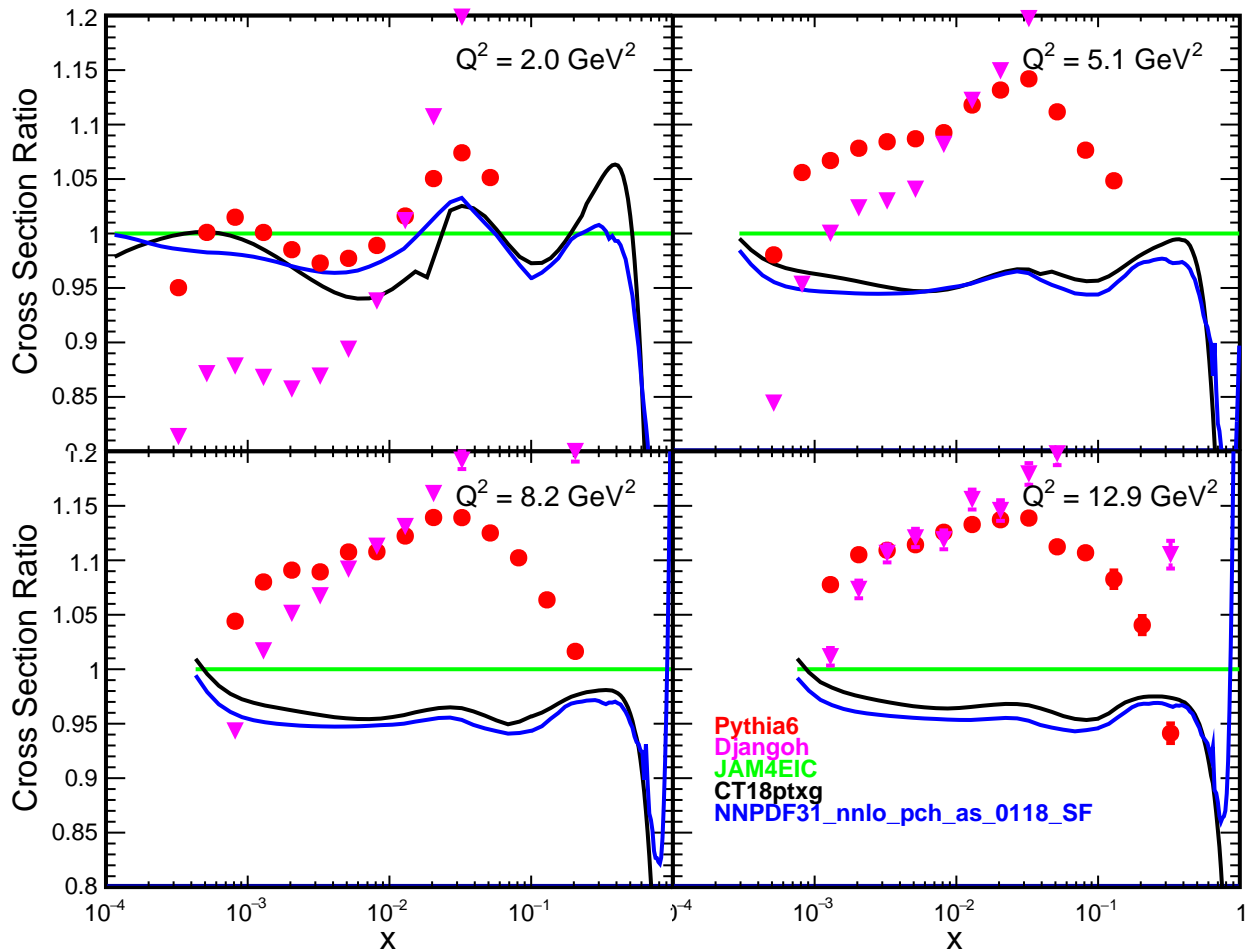 1.2
1.15
1.1
1.05
1
0.95
0.9
0.85
0.8
Cross Section Ratio
Q² = 2.0 GeV²
Q² = 5.1 GeV²
1.2
1.15
1.1
1.05
1
0.95
0.9
0.85
0.8
Cross Section Ratio
Q² = 8.2 GeV²
Q² = 12.9 GeV²
Pythia6
Djangoh
JAM4EIC
CT18ptxg
NNPDF31_nnlo_pch_as_0118_SF
10⁻⁴ 10⁻³ 10⁻² 10⁻¹
10⁻³ 10⁻² 10⁻¹ 1
x x